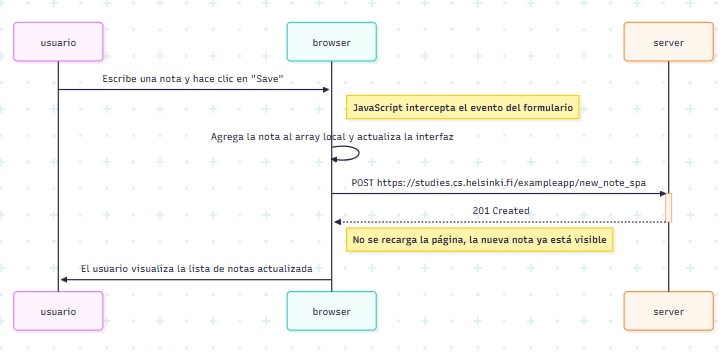 usuario
browser
server
Escribe una nota y hace clic en "Save"
JavaScript intercepta el evento del formulario
Agrega la nota al array local y actualiza la interfaz
POST https://studies.cs.helsinki.fi/exampleapp/new_note_spa
201 Created
No se recarga la página, la nueva nota ya está visible
El usuario visualiza la lista de notas actualizada
usuario
browser
server